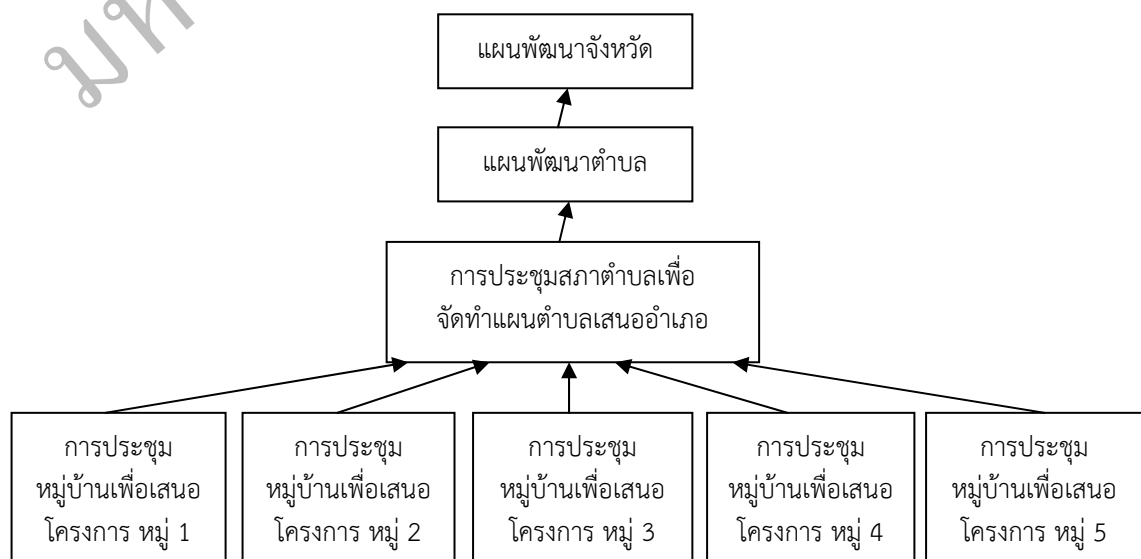 มห
แผนพัฒนาจังหวัด
แผนพัฒนาตำบล
การประชุมสภาตำบลเพื่อ
จัดทำแผนตำบลเสนออำเภอ
การประชุม
หมู่บ้านเพื่อเสนอ
โครงการ หมู่ 1
การประชุม
หมู่บ้านเพื่อเสนอ
โครงการ หมู่ 2
การประชุม
หมู่บ้านเพื่อเสนอ
โครงการ หมู่ 3
การประชุม
หมู่บ้านเพื่อเสนอ
โครงการ หมู่ 4
การประชุม
หมู่บ้านเพื่อเสนอ
โครงการ หมู่ 5